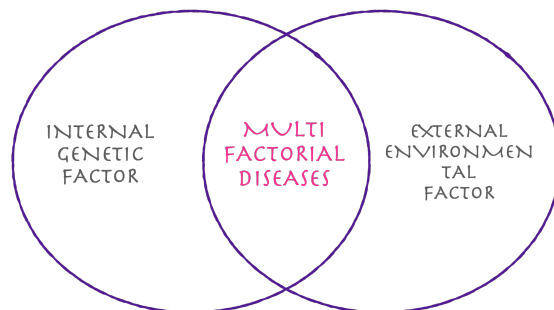 INTERNAL
GENETIC
FACTOR
MULTI
FACTORIAL
DISEASES
EXTERNAL
ENVIRONMEN
TAL
FACTOR